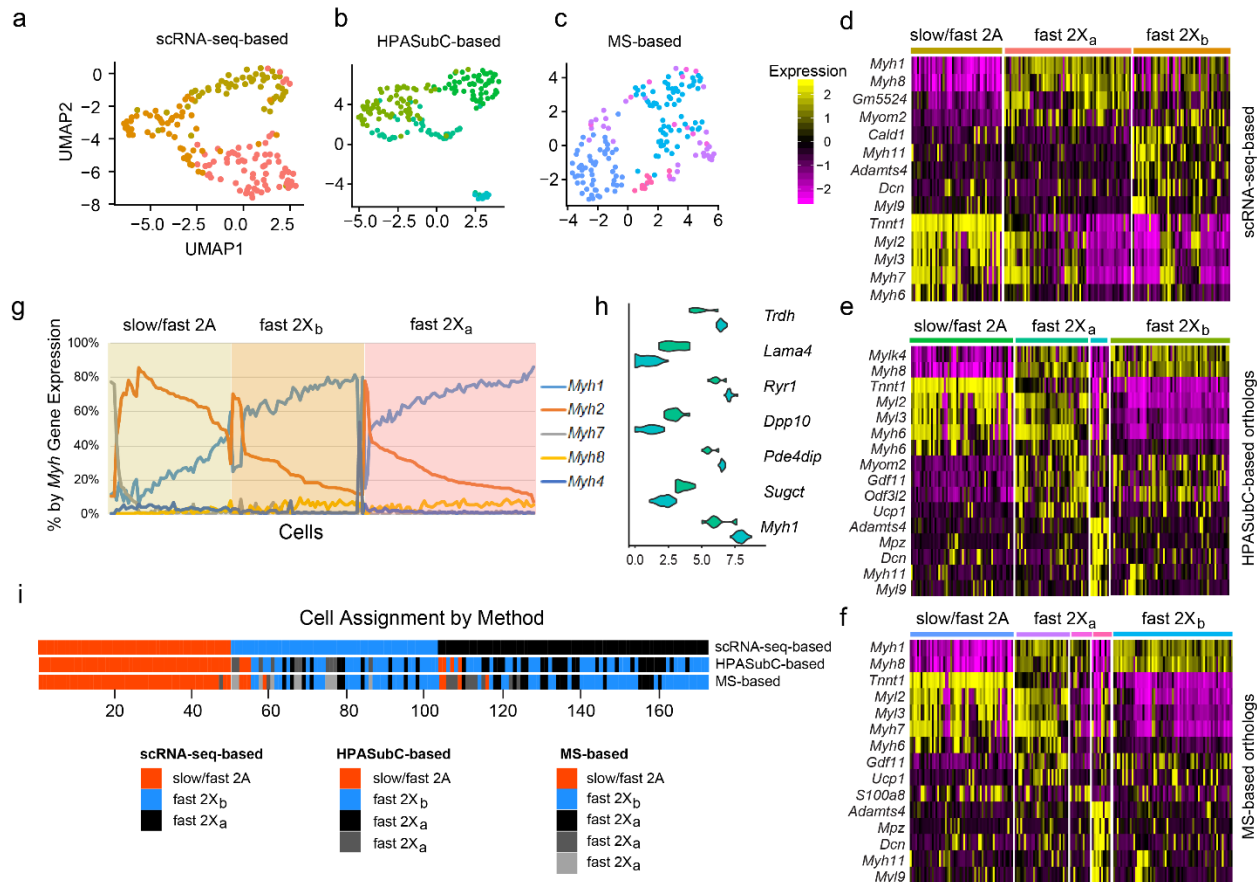 a
scRNA-seq-based
UMAP2
0
−2
−4
−6
−8
−5.0 −2.5 0.0 2.5
UMAP1
b
HPASubC-based
4
0
−4
−5.0 −2.5 0.0 2.5
c
MS-based
4
2
0
−2
−4 −2 0 2 4 6
Expression
2
1
0
−1
−2
d
slow/fast 2A fast 2Xa fast 2Xb
Myh1
Myh8
Gm5524
Myom2
Cald1
Myh11
Adamts4
Dcn
Myl9
Tnnt1
Myl2
Myl3
Myh7
Myh6
scRNA-seq-based
e
slow/fast 2A fast 2Xa fast 2Xb
Mylk4
Myh8
Tnnt1
Myl2
Myl3
Myh6
Myh6
Myom2
Gdf11
Odf3l2
Ucp1
Adamts4
Mpz
Dcn
Myh11
Myl9
HPASubC-based orthologs
f
slow/fast 2A fast 2Xa fast 2Xb
Myh1
Myh8
Tnnt1
Myl2
Myl3
Myh7
Myh6
Gdf11
Ucp1
S100a8
Adamts4
Mpz
Dcn
Myh11
Myl9
MS-based orthologs
g
slow/fast 2A fast 2Xb fast 2Xa
% by Myh Gene Expression
100%
80%
60%
40%
20%
0%
Cells
Myh1
Myh2
Myh7
Myh8
Myh4
h
Trdh
Lama4
Ryr1
Dpp10
Pde4dip
Sugct
Myh1
0.0 2.5 5.0 7.5
i
Cell Assignment by Method
scRNA-seq-based
HPASubC-based
MS-based
20 40 60 80 100 120 140 160
scRNA-seq-based
slow/fast 2A
fast 2Xb
fast 2Xa
HPASubC-based
slow/fast 2A
fast 2Xb
fast 2Xa
fast 2Xa
MS-based
slow/fast 2A
fast 2Xb
fast 2Xa
fast 2Xa
fast 2Xa